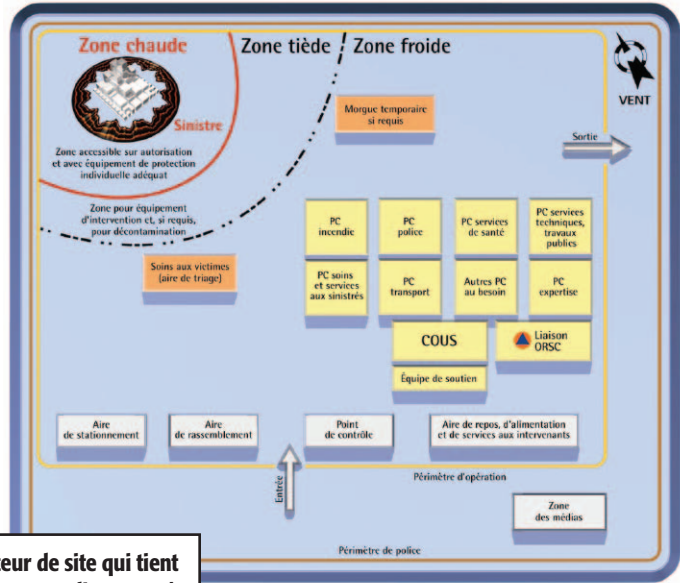 Zone chaude
Zone tiède
Zone froide
VENT
Sinistre
Zone accessible sur autorisation
et avec équipement de protection
individuelle adéquat
Morgue temporaire
si requis
Sortie
Zone pour équipement
d'intervention et, si requis,
pour décontamination
PC
incendie
PC
police
PC services
de santé
PC services
techniques,
travaux
publics
Soins aux victimes
(aire de triage)
PC soins
et services
aux sinistrés
PC
transport
Autres PC
au besoin
PC
expertise
COUS
Liaison
ORSC
Équipe de soutien
Aire
de stationnement
Aire
de rassemblement
Point
de contrôle
Aire de repos, d'alimentation
et de services aux intervenants
Entrée
Périmètre d'opération
Zone
des médias
Périmètre de police
de site qui tient